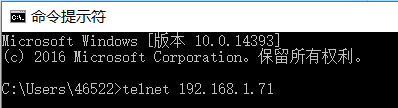 命令提示符
Microsoft Windows [版本 10.0.14393]
(c) 2016 Microsoft Corporation。保留所有权利。
C:\Users\46522>telnet 192.168.1.71